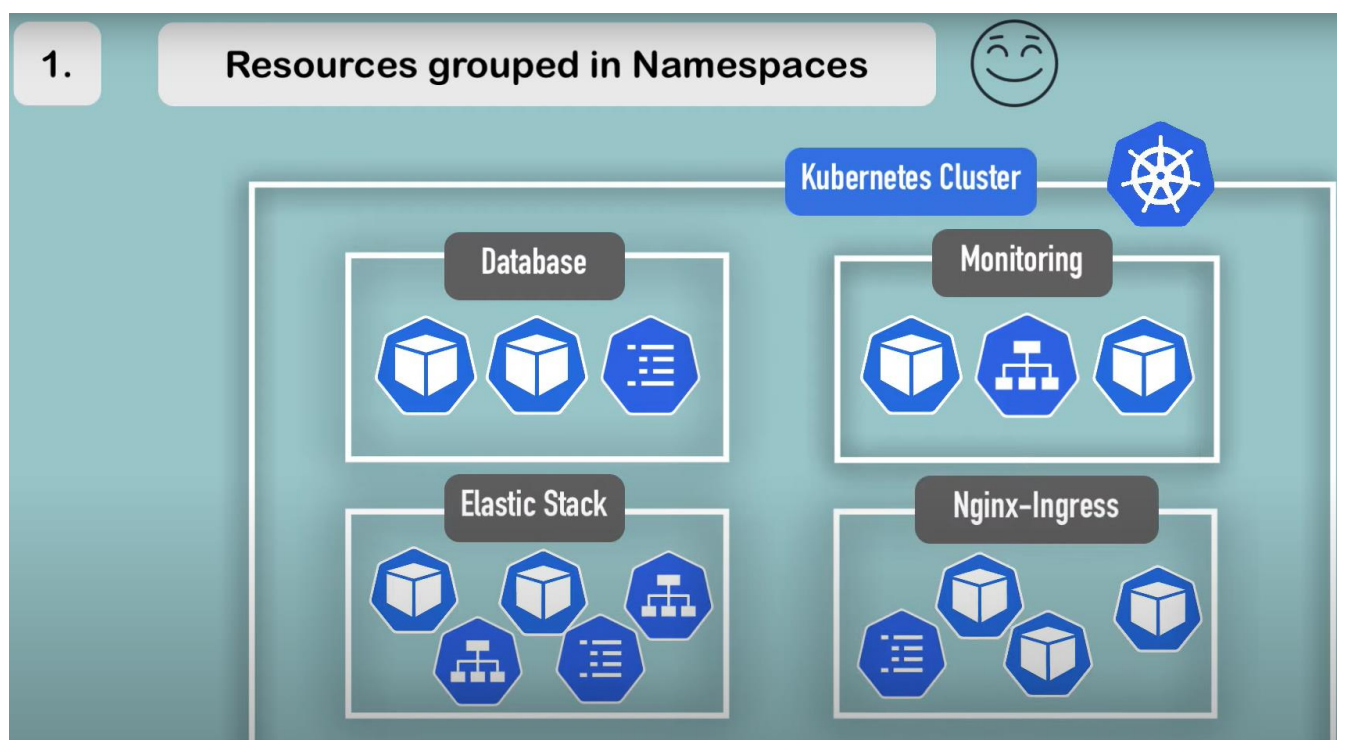 1.
Resources grouped in Namespaces
Kubernetes Cluster
Database
Monitoring
Elastic Stack
Nginx-Ingress